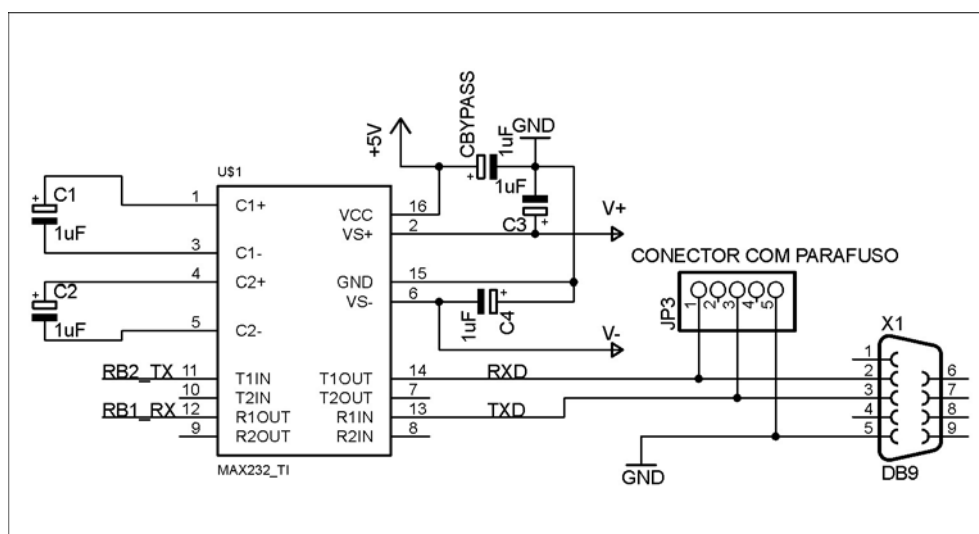 +5V
CBYPASS
1uF
GND
U$1
+
C1
1uF
1
C1+
3
C1-
4
C2+
5
C2-
+
C2
1uF
VCC
16
VS+
2
+
1uF
C3
+
V+
GND
15
VS-
6
1uF
+
C4
V-
CONECTOR COM PARAFUSO
JP3
1
2
3
4
5
X1
RB2_TX
11
T1IN
T1OUT
14
RXD
10
T2IN
T2OUT
7
RB1_RX
12
R1OUT
R1IN
13
TXD
9
R2OUT
R2IN
8
MAX232_TI
GND
1
2
3
4
5
6
7
8
9
DB9